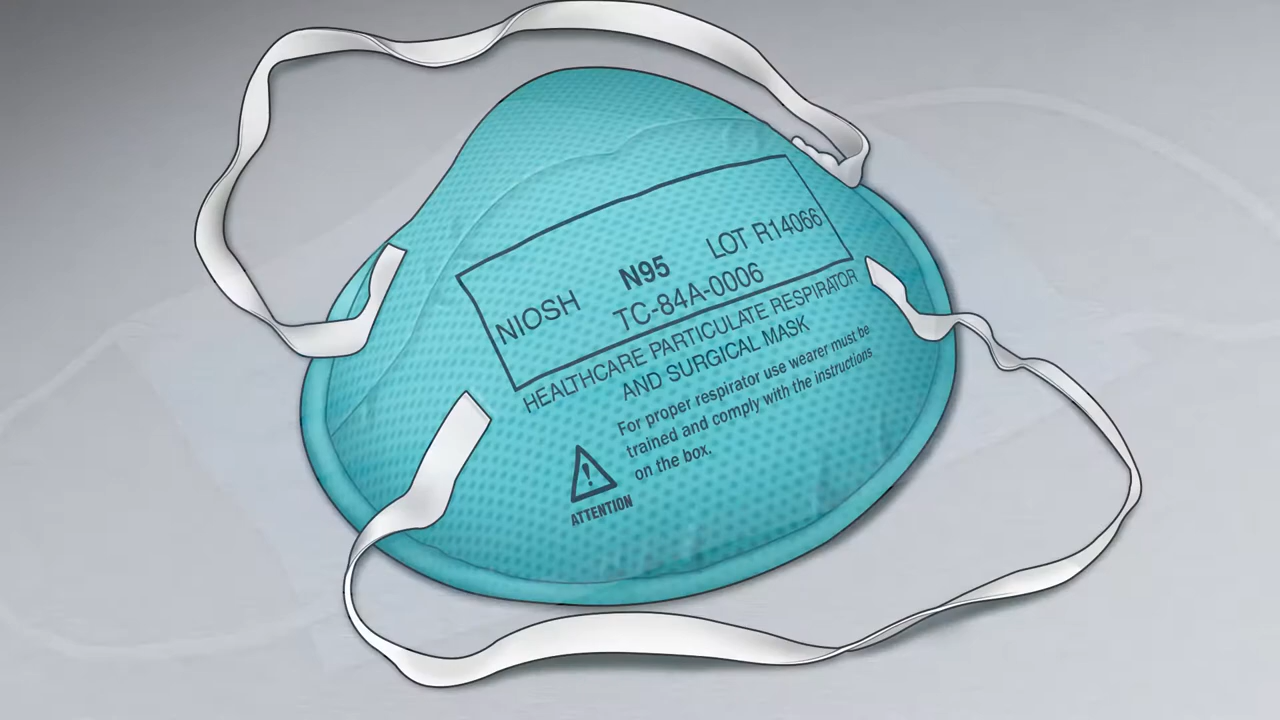 NIOSH N95 LOT R14066
TC-84A-0006
HEALTHCARE PARTICULATE RESPIRATOR
AND SURGICAL MASK
For proper respirator use wearer must be
trained and comply with the instructions
on the box.
ATTENTION